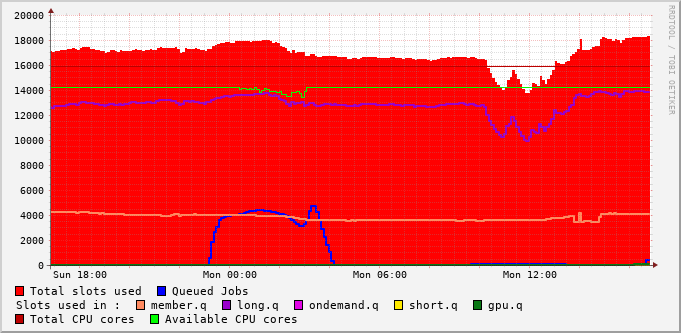 20000
18000
16000
14000
12000
10000
8000
6000
4000
2000
0
Sun 18:00 Mon 00:00 Mon 06:00 Mon 12:00
Total slots used Queued Jobs
Slots used in : member.q long.q ondemand.q short.q gpu.q
Total CPU cores Available CPU cores
RRDTOOL / TOBI OETIKER